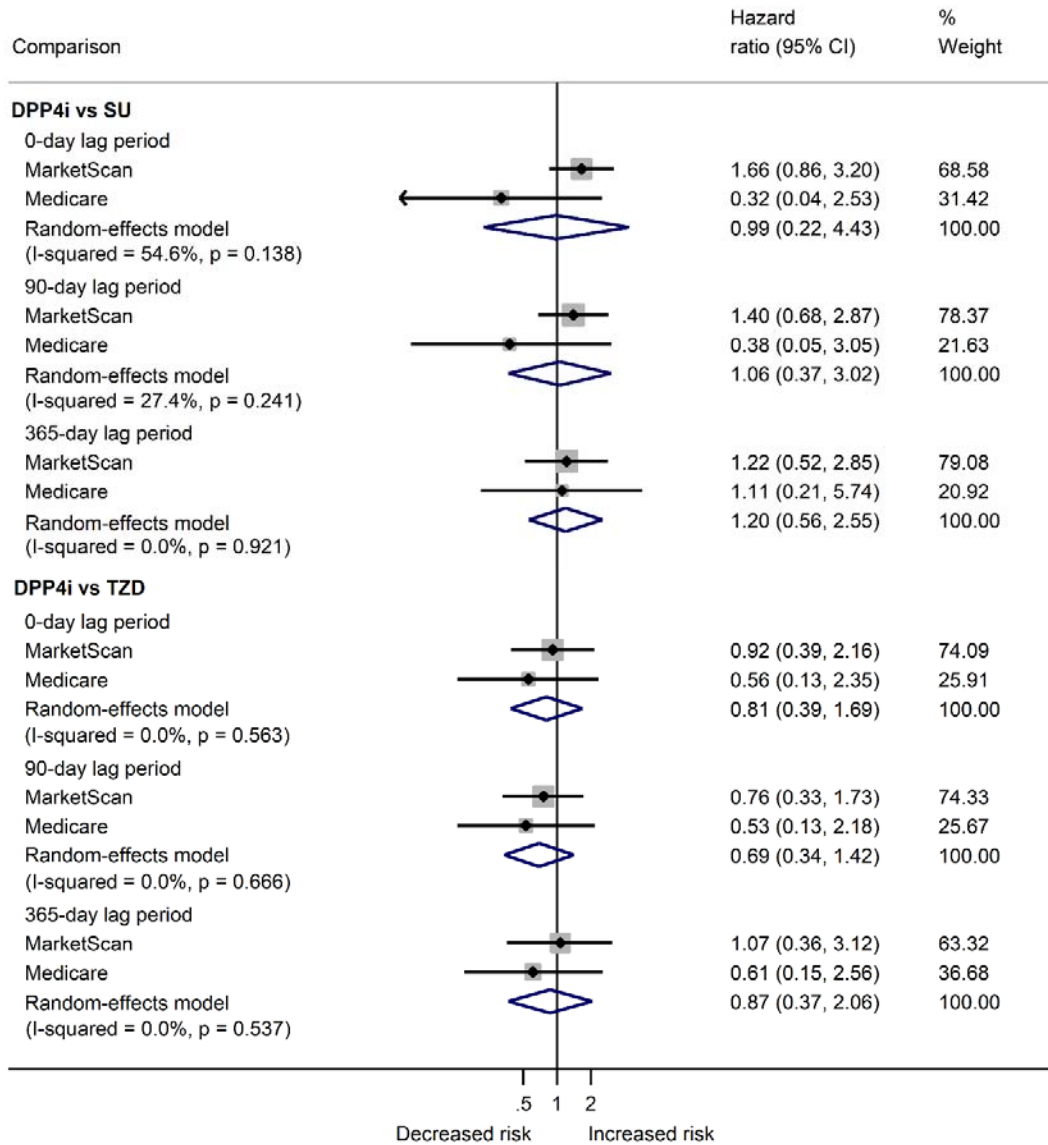 Comparison Hazard ratio (95% CI) % Weight
DPP4i vs SU
0-day lag period
MarketScan 1.66 (0.86, 3.20) 68.58
Medicare 0.32 (0.04, 2.53) 31.42
Random-effects model 0.99 (0.22, 4.43) 100.00
(I-squared = 54.6%, p = 0.138)
90-day lag period
MarketScan 1.40 (0.68, 2.87) 78.37
Medicare 0.38 (0.05, 3.05) 21.63
Random-effects model 1.06 (0.37, 3.02) 100.00
(I-squared = 27.4%, p = 0.241)
365-day lag period
MarketScan 1.22 (0.52, 2.85) 79.08
Medicare 1.11 (0.21, 5.74) 20.92
Random-effects model 1.20 (0.56, 2.55) 100.00
(I-squared = 0.0%, p = 0.921)
DPP4i vs TZD
0-day lag period
MarketScan 0.92 (0.39, 2.16) 74.09
Medicare 0.56 (0.13, 2.35) 25.91
Random-effects model 0.81 (0.39, 1.69) 100.00
(I-squared = 0.0%, p = 0.563)
90-day lag period
MarketScan 0.76 (0.33, 1.73) 74.33
Medicare 0.53 (0.13, 2.18) 25.67
Random-effects model 0.69 (0.34, 1.42) 100.00
(I-squared = 0.0%, p = 0.666)
365-day lag period
MarketScan 1.07 (0.36, 3.12) 63.32
Medicare 0.61 (0.15, 2.56) 36.68
Random-effects model 0.87 (0.37, 2.06) 100.00
(I-squared = 0.0%, p = 0.537)
.5 1 2
Decreased risk Increased risk